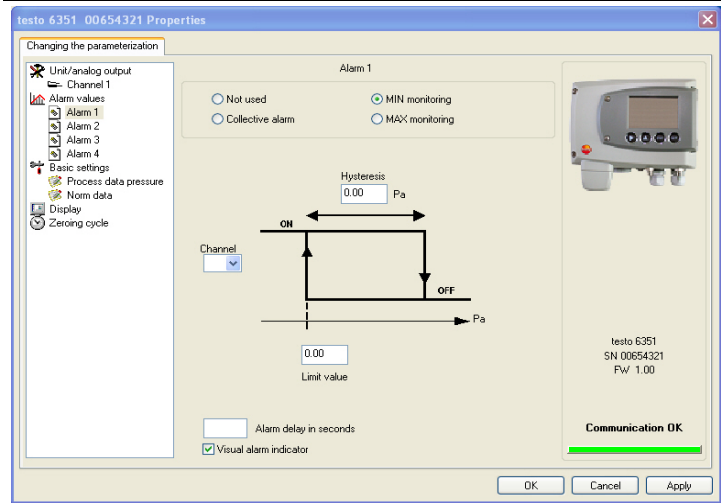 testo 6351 00654321 Properties
Changing the parameterization
Unit/analog output
Channel 1
Alarm values
Alarm 1
Alarm 2
Alarm 3
Alarm 4
Basic settings
Process data pressure
Norm data
Display
Zeroing cycle
Alarm 1
Not used
MIN monitoring
Collective alarm
MAX monitoring
Hysteresis
0.00 Pa
ON
Channel
OFF
Pa
0.00
Limit value
Alarm delay in seconds
Visual alarm indicator
testo 6351
SN 00654321
FW 1.00
Communication OK
OK Cancel Apply